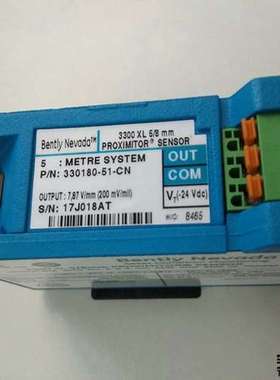 Bently Nevada™
3300 XL 5/8 mm
PROXIMITOR® SENSOR
5 : METRE SYSTEM
P/N: 330180-51-CN
OUTPUT : 7,87 V/mm (200 mV/mil)
S/N: 17J018AT
OUT
COM
VT(-24 Vdc)
8465
Bently Nevada